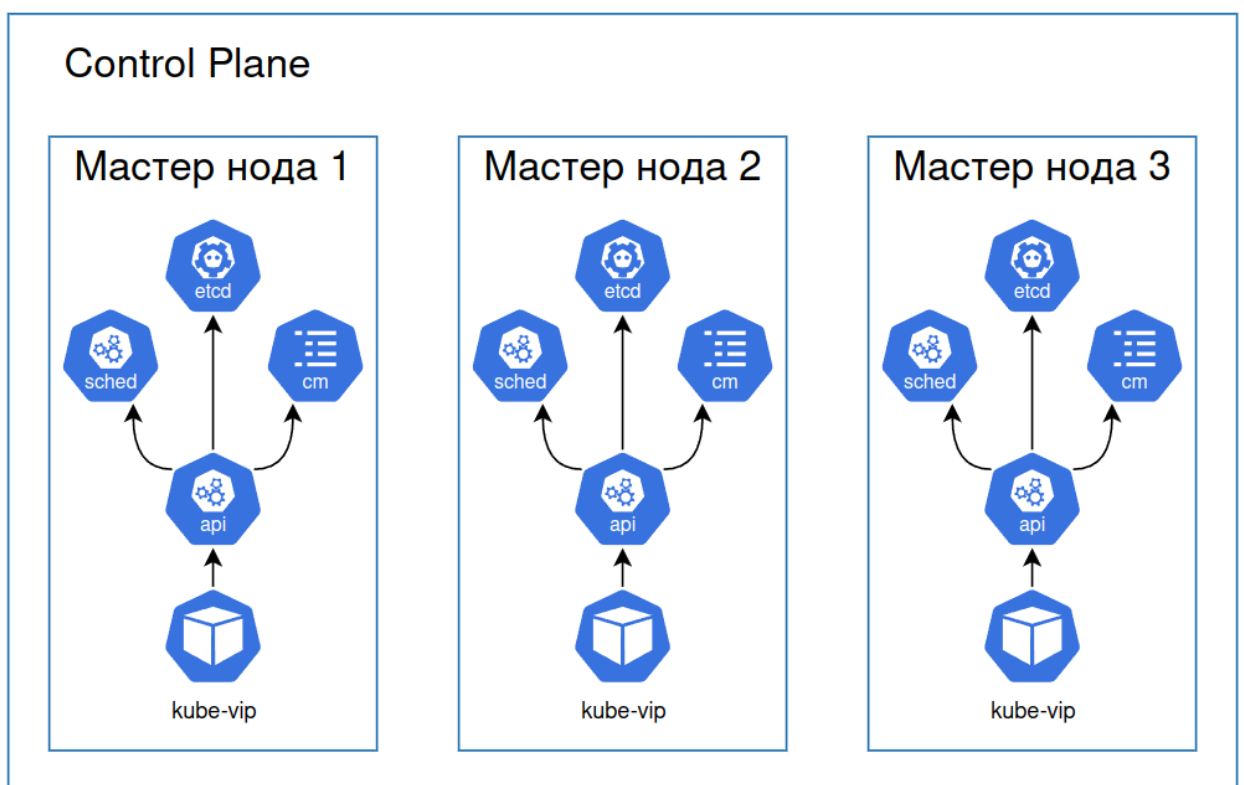 Control Plane
Мастер нода 1
etcd
sched
cm
api
kube-vip
Мастер нода 2
etcd
sched
cm
api
kube-vip
Мастер нода 3
etcd
sched
cm
api
kube-vip